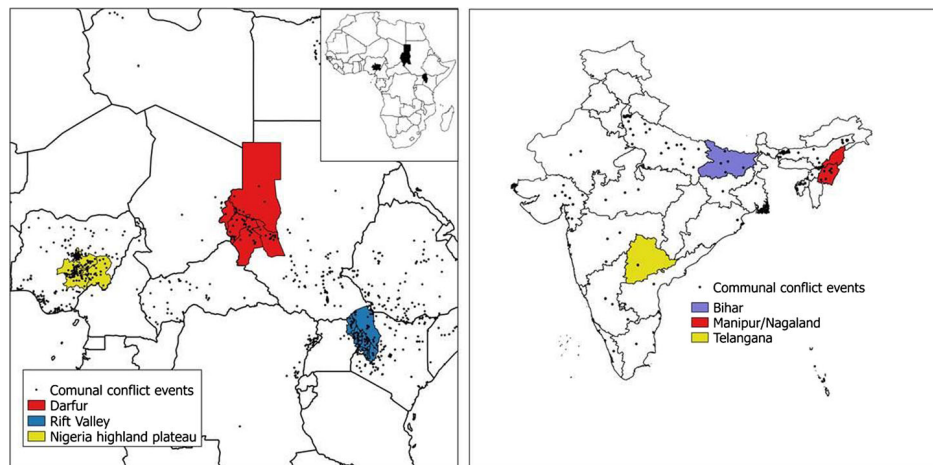 Comunal conflict events
Darfur
Rift Valley
Nigeria highland plateau
Communal conflict events
Bihar
Manipur/Nagaland
Telangana